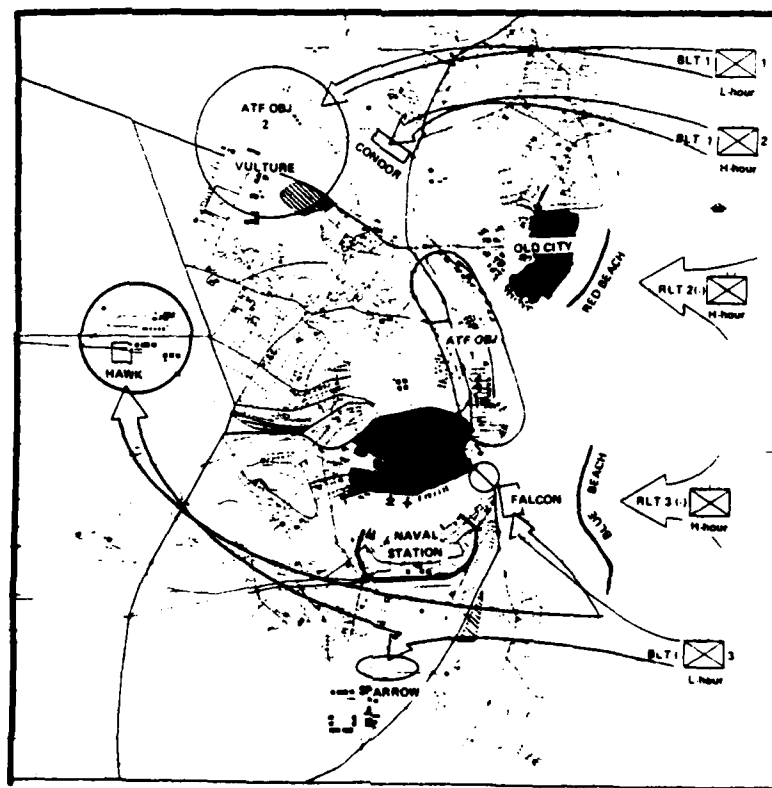 BLT 1 1
L-hour
ATF OBJ
2
VULTURE
CONDOR
BLT 1 2
H-hour
OLD CITY
RED BEACH
RLT 2(-)
H-hour
ATF OBJ
1
HAWK
FALCON
BLUE BEACH
RLT 3 (-)
H-hour
NAVAL
STATION
BLT 1 3
L-hour
SPARROW